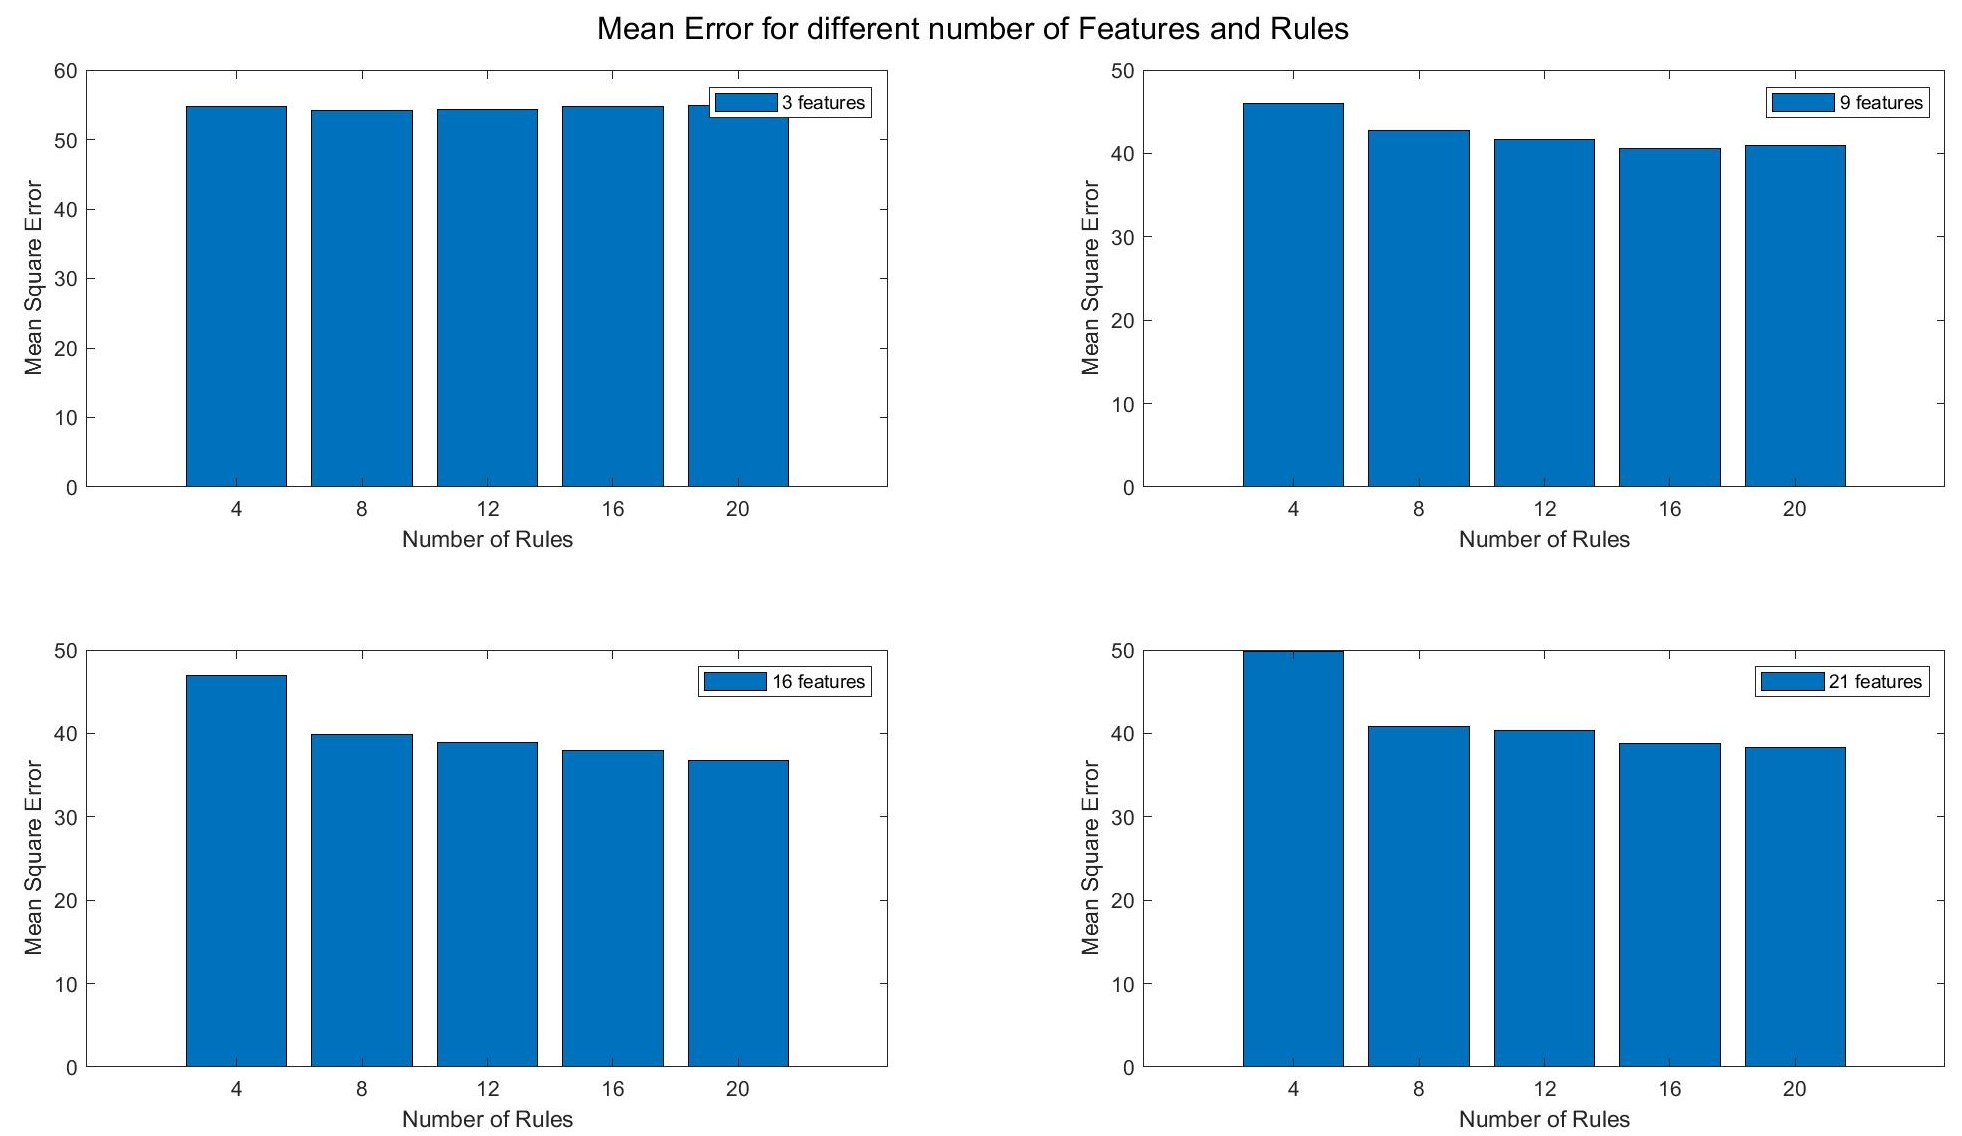 Mean Error for different number of Features and Rules
60
50
40
30
20
10
0
Mean Square Error
3 features
4 8 12 16 20
Number of Rules
50
40
30
20
10
0
Mean Square Error
9 features
4 8 12 16 20
Number of Rules
50
40
30
20
10
0
Mean Square Error
16 features
4 8 12 16 20
Number of Rules
50
40
30
20
10
0
Mean Square Error
21 features
4 8 12 16 20
Number of Rules